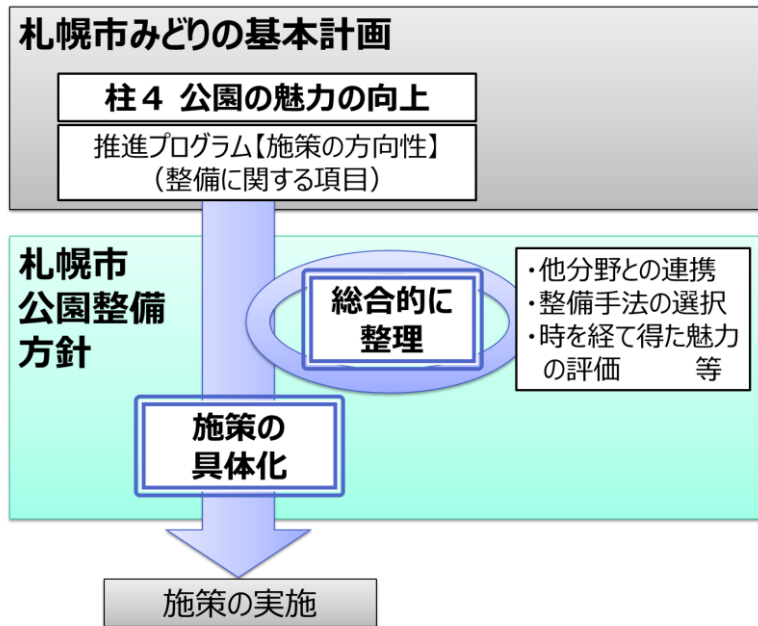 札幌市みどりの基本計画
柱４ 公園の魅力の向上
推進プログラム【施策の方向性】
（整備に関する項目）
札幌市
公園整備
方針
総合的に
整理
・他分野との連携
・整備手法の選択
・時を経て得た魅力
の評価　　　等
施策の
具体化
施策の実施